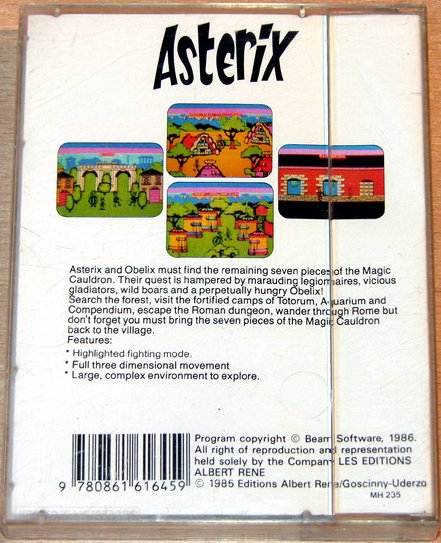 Asterix
Asterix and Obelix must find the remaining seven pieces of the Magic
Cauldron. Their quest is hampered by marauding legionnaires, vicious
gladiators, wild boars and a perpetually hungry Obelix!
Search the forest, visit the fortified camps of Totorum, Aquarium and
Compendium, escape the Roman dungeon, wander through Rome but
don't forget you must bring the seven pieces of the Magic Cauldron
back to the village.
Features:
* Highlighted fighting mode.
* Full three dimensional movement
* Large, complex environment to explore.
Program copyright © Beam Software, 1986.
All right of reproduction and representation
held solely by the Company LES EDITIONS
ALBERT RENE
© 1985 Editions Albert Rene/Goscinny-Uderzo
MH 235
9 780861 616459